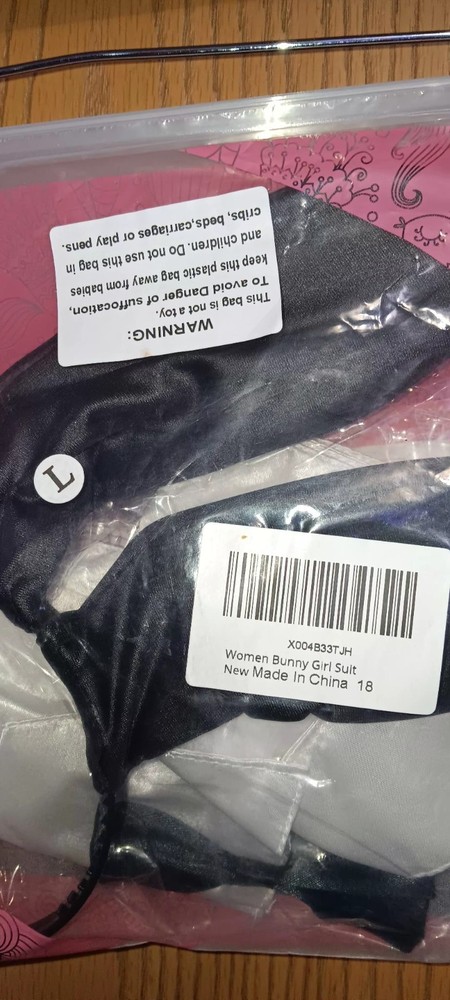 WARNING:
This bag is not a toy.
To avoid Danger of suffocation,
keep this plastic bag away from babies
and children. Do not use this bag in
cribs, beds,carriages or play pens.
L
X004B33TJH
Women Bunny Girl Suit
New Made In China 18